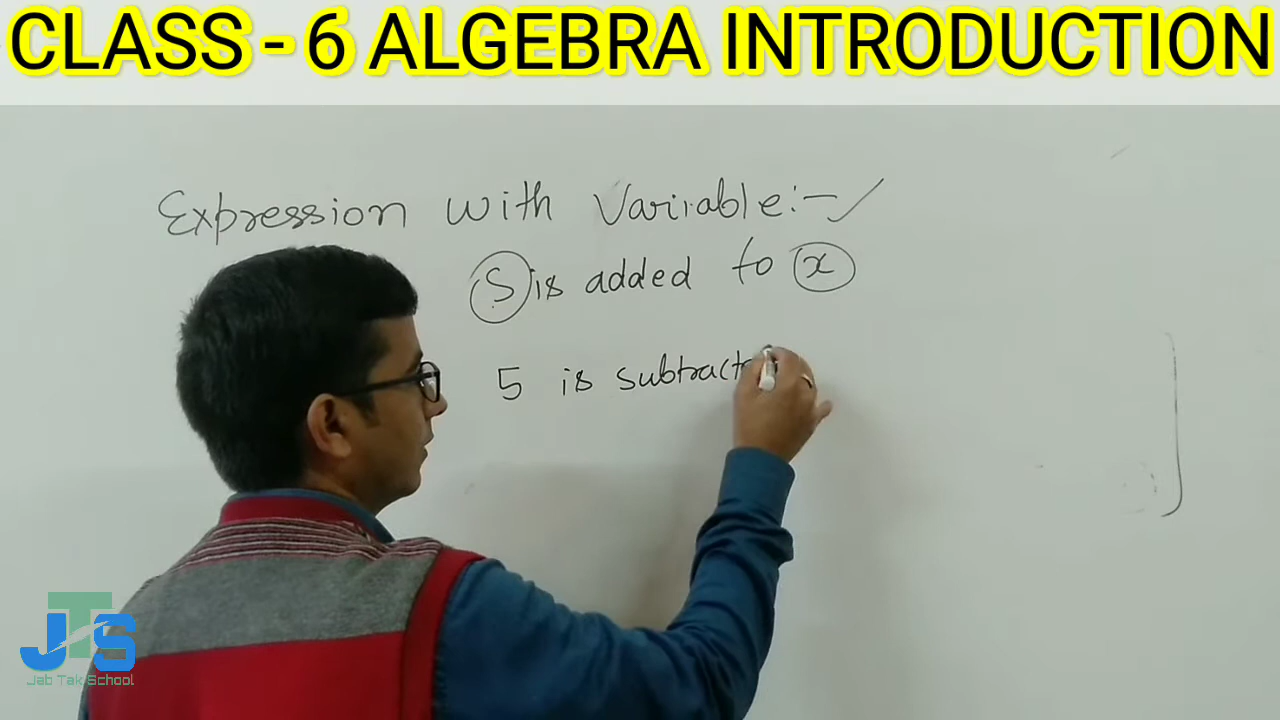 CLASS - 6 ALGEBRA INTRODUCTION
Expression with Variable:-
5 is added to x
5 is subtract
JTS
Jab Tak School